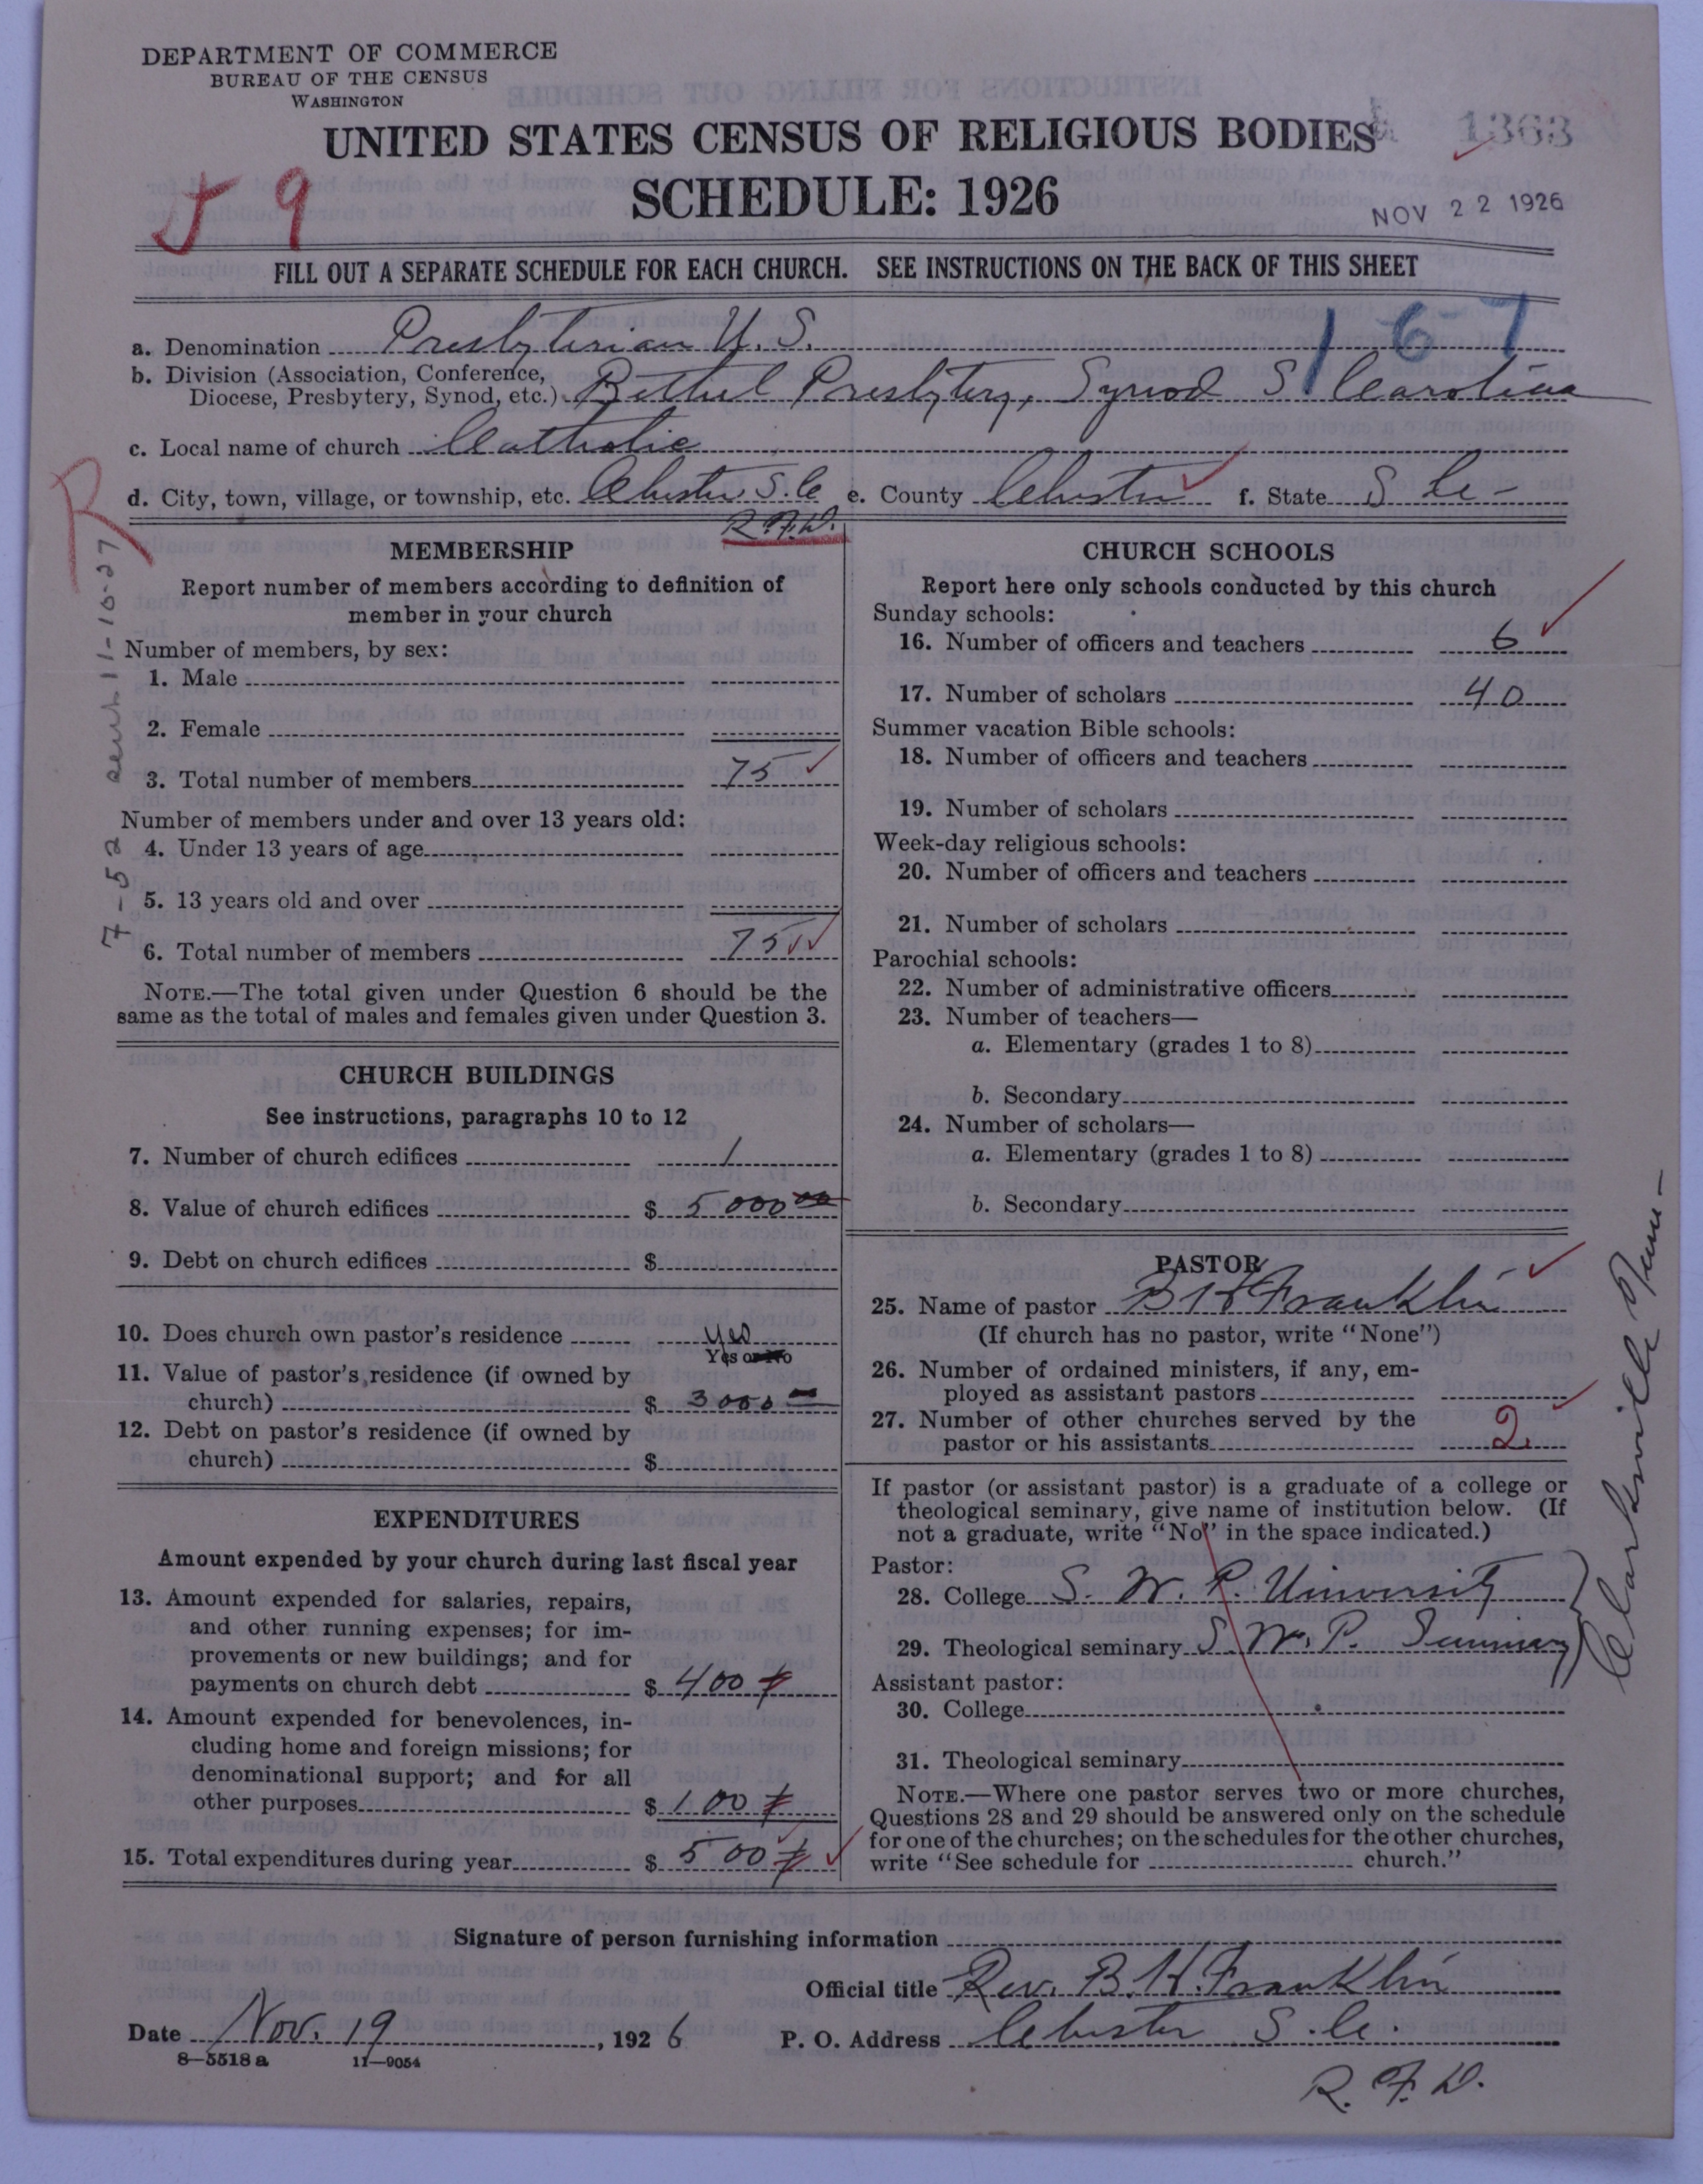 DEPARTMENT OF COMMERCE
BUREAU OF THE CENSUS
WASHINGTON
UNITED STATES CENSUS OF RELIGIOUS BODIES
1363
SCHEDULE: 1926
NOV 22 1926
9
FILL OUT A SEPARATE SCHEDULE FOR EACH CHURCH. SEE INSTRUCTIONS ON THE BACK OF THIS SHEET
167
a. Denomination Presbyterian U. S.
b. Division (Association, Conference,
Diocese, Presbytery, Synod, etc.) Bethel Presbytery, Synod S Carolina
c. Local name of church Catholic
d. City, town, village, or township, etc. Chester S.C. e. County Chester f. State S C-
R.F.D.
R
7-52 11-10-27
MEMBERSHIP
Report number of members according to definition of
member in your church
Number of members, by sex:
1. Male
2. Female
3. Total number of members 75
Number of members under and over 13 years old:
4. Under 13 years of age
5. 13 years old and over
6. Total number of members 75
NOTE.—The total given under Question 6 should be the
same as the total of males and females given under Question 3.
CHURCH BUILDINGS
See instructions, paragraphs 10 to 12
7. Number of church edifices 1
8. Value of church edifices $ 5000 00
9. Debt on church edifices $
10. Does church own pastor's residence yes
Yes or No
11. Value of pastor's residence (if owned by
church) $ 3000
12. Debt on pastor's residence (if owned by
church) $
EXPENDITURES
Amount expended by your church during last fiscal year
13. Amount expended for salaries, repairs,
and other running expenses; for im-
provements or new buildings; and for
payments on church debt $ 400
14. Amount expended for benevolences, in-
cluding home and foreign missions; for
denominational support; and for all
other purposes $ 100
15. Total expenditures during year $ 500
CHURCH SCHOOLS
Report here only schools conducted by this church
Sunday schools:
16. Number of officers and teachers 6
17. Number of scholars 40
Summer vacation Bible schools:
18. Number of officers and teachers
19. Number of scholars
Week-day religious schools:
20. Number of officers and teachers
21. Number of scholars
Parochial schools:
22. Number of administrative officers
23. Number of teachers—
a. Elementary (grades 1 to 8)
b. Secondary
24. Number of scholars—
a. Elementary (grades 1 to 8)
b. Secondary
PASTOR
25. Name of pastor B H Franklin
(If church has no pastor, write "None")
26. Number of ordained ministers, if any, em-
ployed as assistant pastors
27. Number of other churches served by the
pastor or his assistants 2
If pastor (or assistant pastor) is a graduate of a college or
theological seminary, give name of institution below. (If
not a graduate, write "No" in the space indicated.)
Pastor:
28. College S. W. P. University
29. Theological seminary S. W. P. Seminary
Clarksville Tenn-
Assistant pastor:
30. College
31. Theological seminary
NOTE.—Where one pastor serves two or more churches,
Questions 28 and 29 should be answered only on the schedule
for one of the churches; on the schedules for the other churches,
write "See schedule for church."
Signature of person furnishing information
Official title Rev. B. H. Franklin
Date Nov. 19, 1926 P. O. Address Chester S.C.
8—5518 a 11—9054
R. F. D.